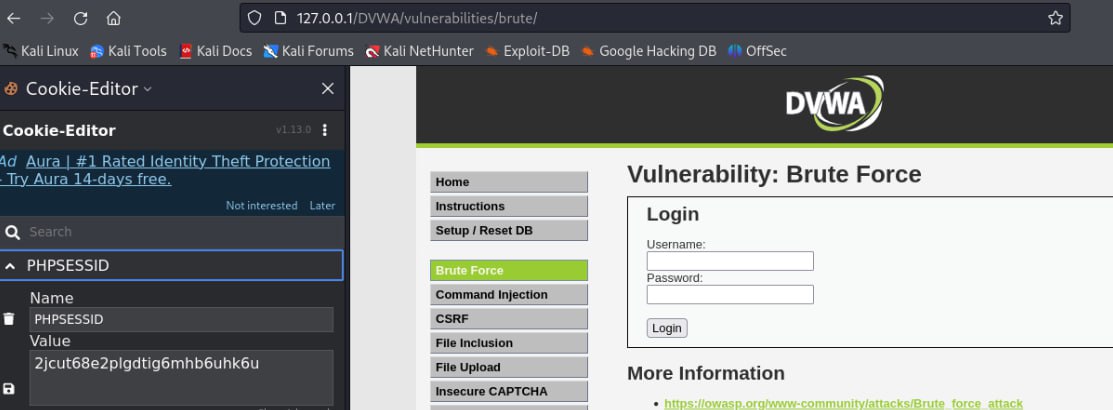 127.0.0.1/DVWA/vulnerabilities/brute/
Kali Linux Kali Tools Kali Docs Kali Forums Kali NetHunter Exploit-DB Google Hacking DB OffSec
Cookie-Editor
Cookie-Editor v1.13.0
Ad Aura | #1 Rated Identity Theft Protection
- Try Aura 14-days free.
Not interested Later
Search
PHPSESSID
Name
PHPSESSID
Value
2jcut68e2plgdtig6mhb6uhk6u
DVWA
Home
Instructions
Setup / Reset DB
Brute Force
Command Injection
CSRF
File Inclusion
File Upload
Insecure CAPTCHA
Vulnerability: Brute Force
Login
Username:
Password:
Login
More Information
https://owasp.org/www-community/attacks/Brute_force_attack